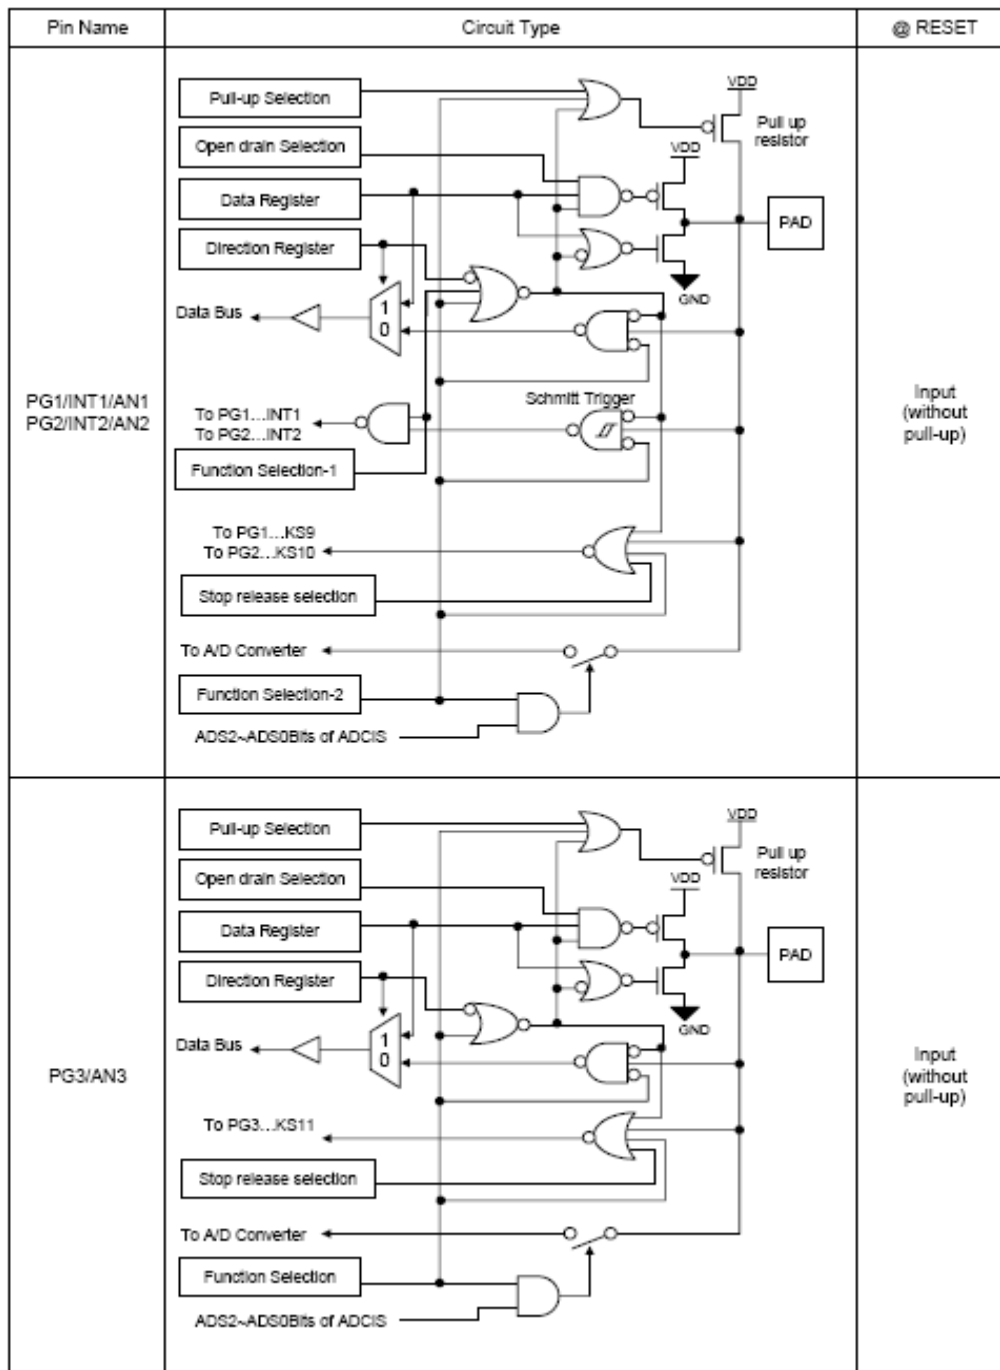 Pin Name
Circuit Type
@ RESET
PG1/INT1/AN1
PG2/INT2/AN2
Pull-up Selection
Open drain Selection
Data Register
Direction Register
Data Bus
1
0
To PG1...INT1
To PG2...INT2
Function Selection-1
To PG1...KS9
To PG2...KS10
Stop release selection
To A/D Converter
Function Selection-2
ADS2~ADS0Bits of ADCIS
VDD
Pull up
resistor
VDD
PAD
GND
Schmitt Trigger
Input
(without
pull-up)
PG3/AN3
Pull-up Selection
Open drain Selection
Data Register
Direction Register
Data Bus
1
0
To PG3...KS11
Stop release selection
To A/D Converter
Function Selection
ADS2~ADS0Bits of ADCIS
VDD
Pull up
resistor
VDD
PAD
GND
Input
(without
pull-up)